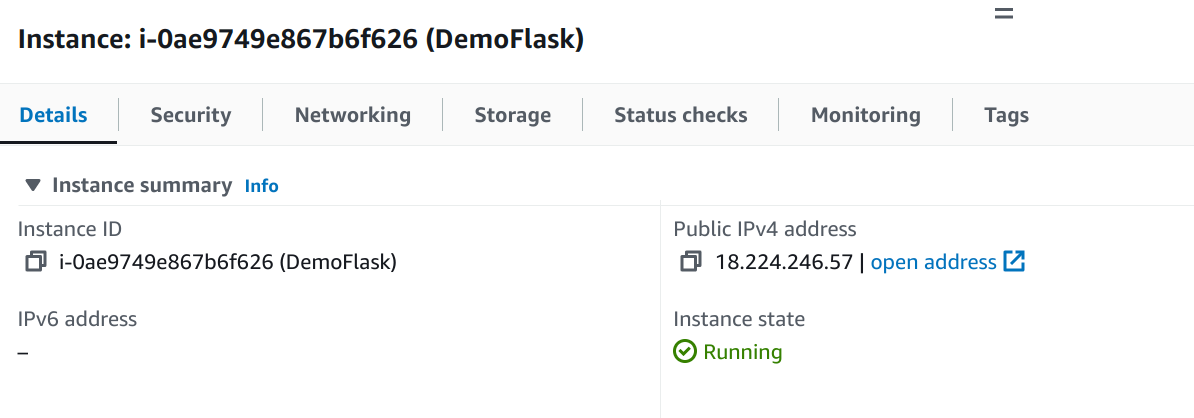 Instance: i-0ae9749e867b6f626 (DemoFlask)
Details Security Networking Storage Status checks Monitoring Tags
Instance summary Info
Instance ID
i-0ae9749e867b6f626 (DemoFlask)
Public IPv4 address
18.224.246.57 | open address
IPv6 address
–
Instance state
Running